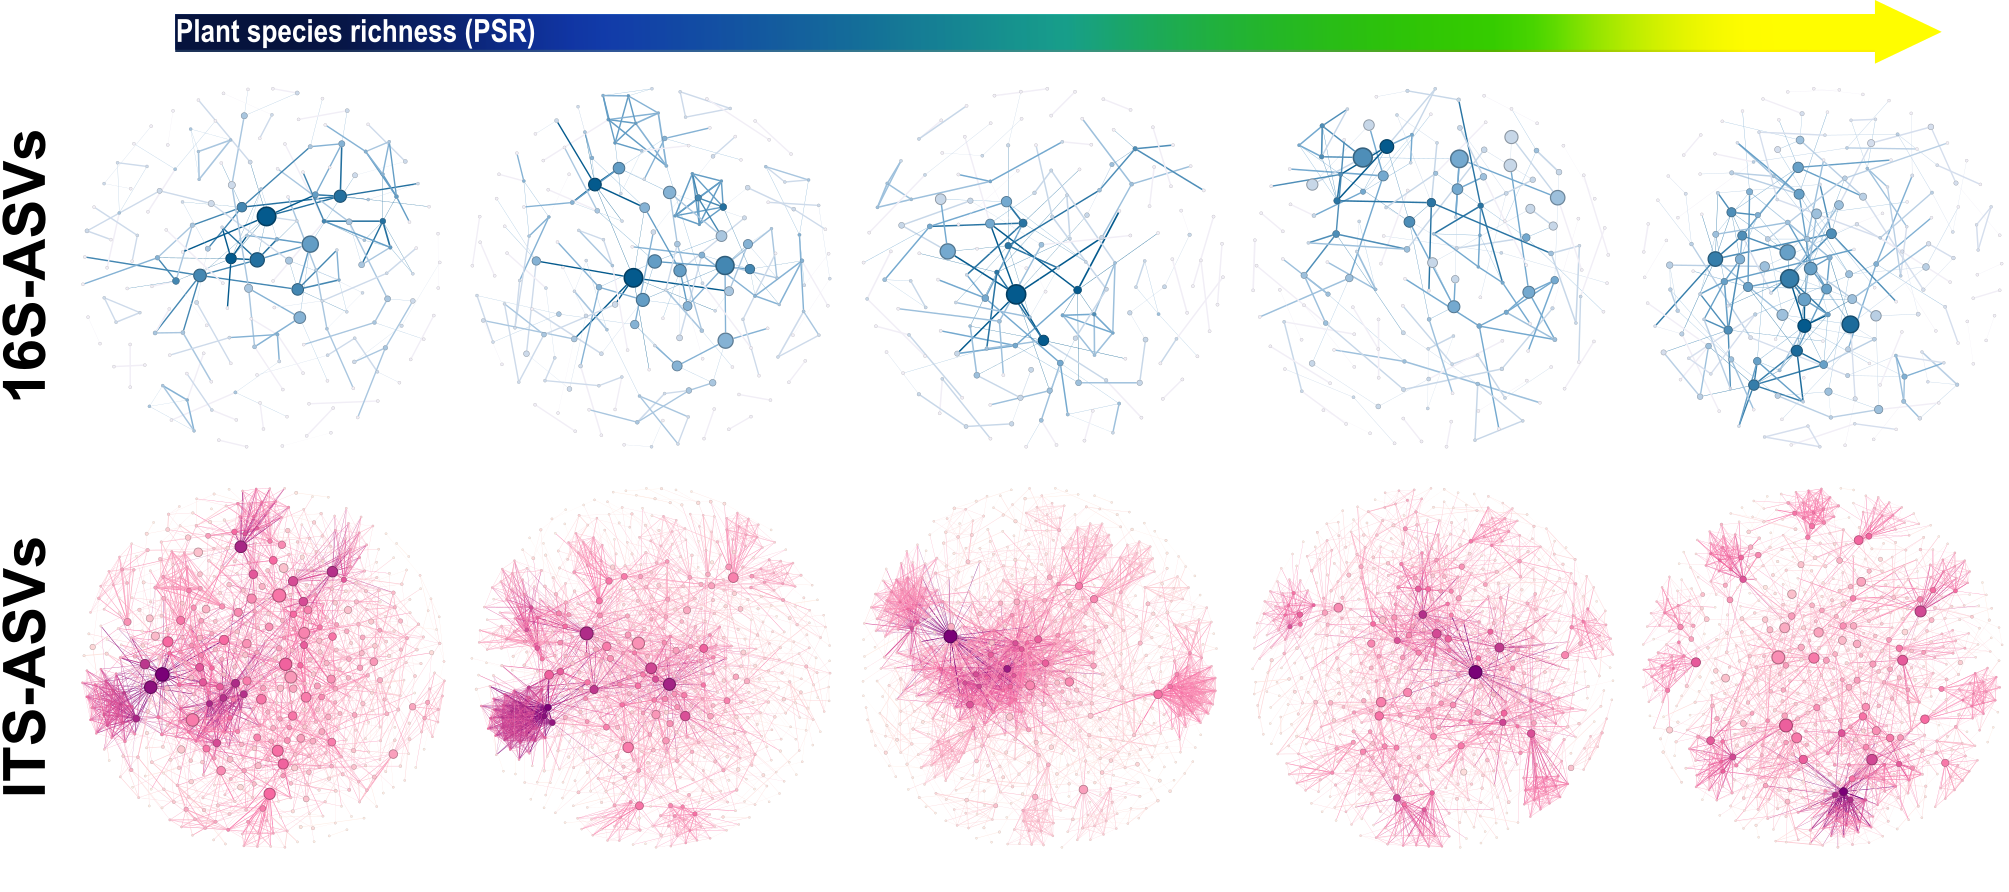 Plant species richness (PSR)
16S-ASVs
ITS-ASVs